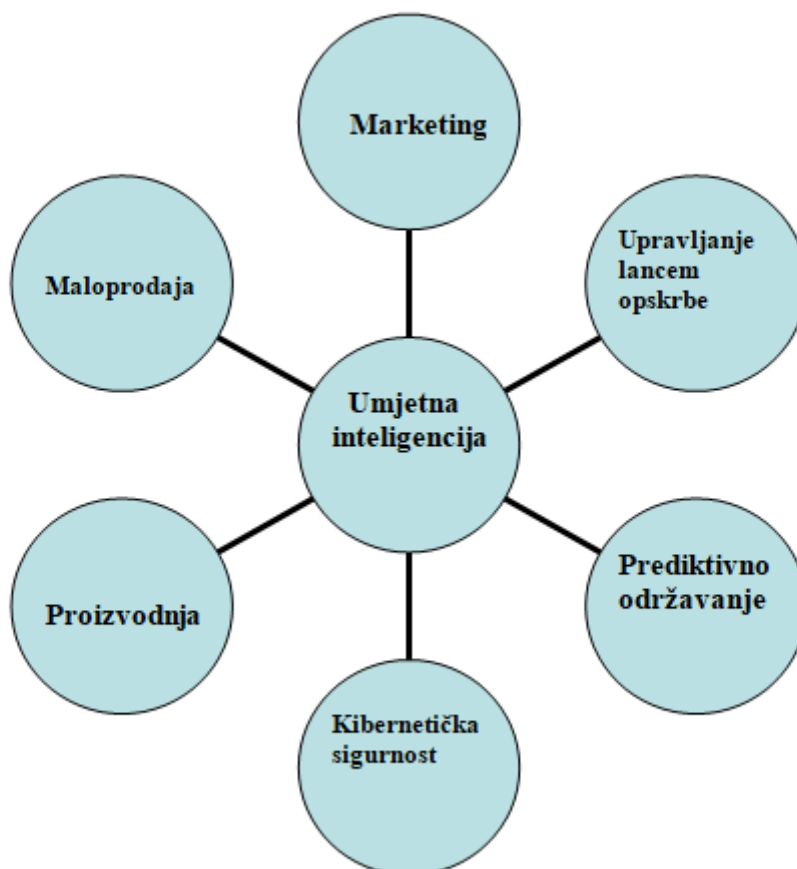 Marketing
Upravljanje
lancem
opskrbe
Maloprodaja
Umjetna
inteligencija
Prediktivno
održavanje
Proizvodnja
Kibernetička
sigurnost